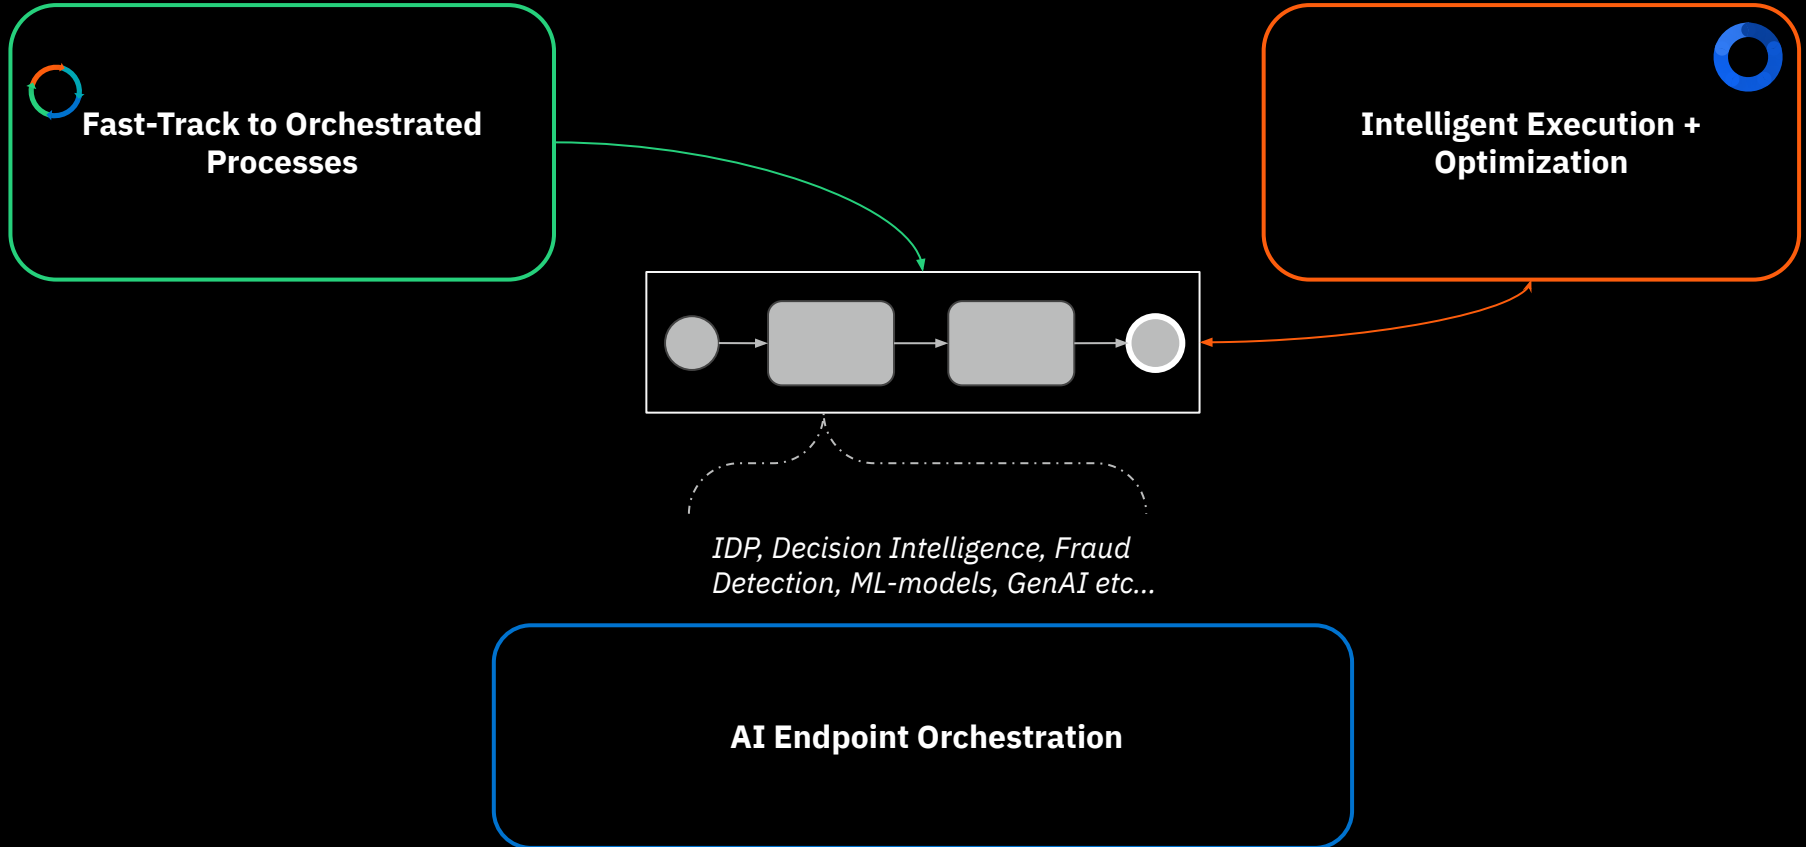 Fast-Track to Orchestrated
Processes
Intelligent Execution +
Optimization
IDP, Decision Intelligence, Fraud
Detection, ML-models, GenAI etc...
AI Endpoint Orchestration